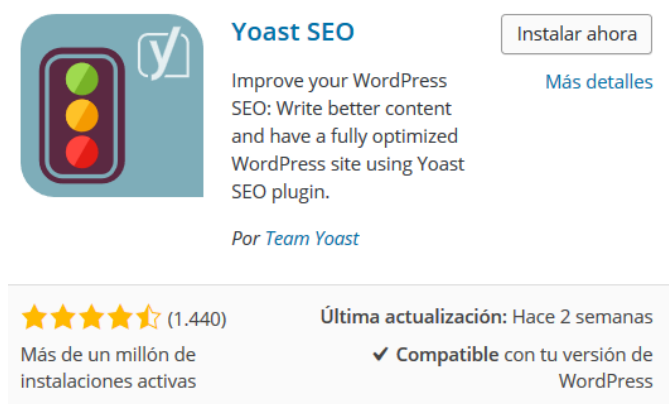 Yoast SEO
Instalar ahora
Más detalles
Improve your WordPress
SEO: Write better content
and have a fully optimized
WordPress site using Yoast
SEO plugin.
Por Team Yoast
(1.440)
Más de un millón de
instalaciones activas
Última actualización: Hace 2 semanas
✔ Compatible con tu versión de
WordPress